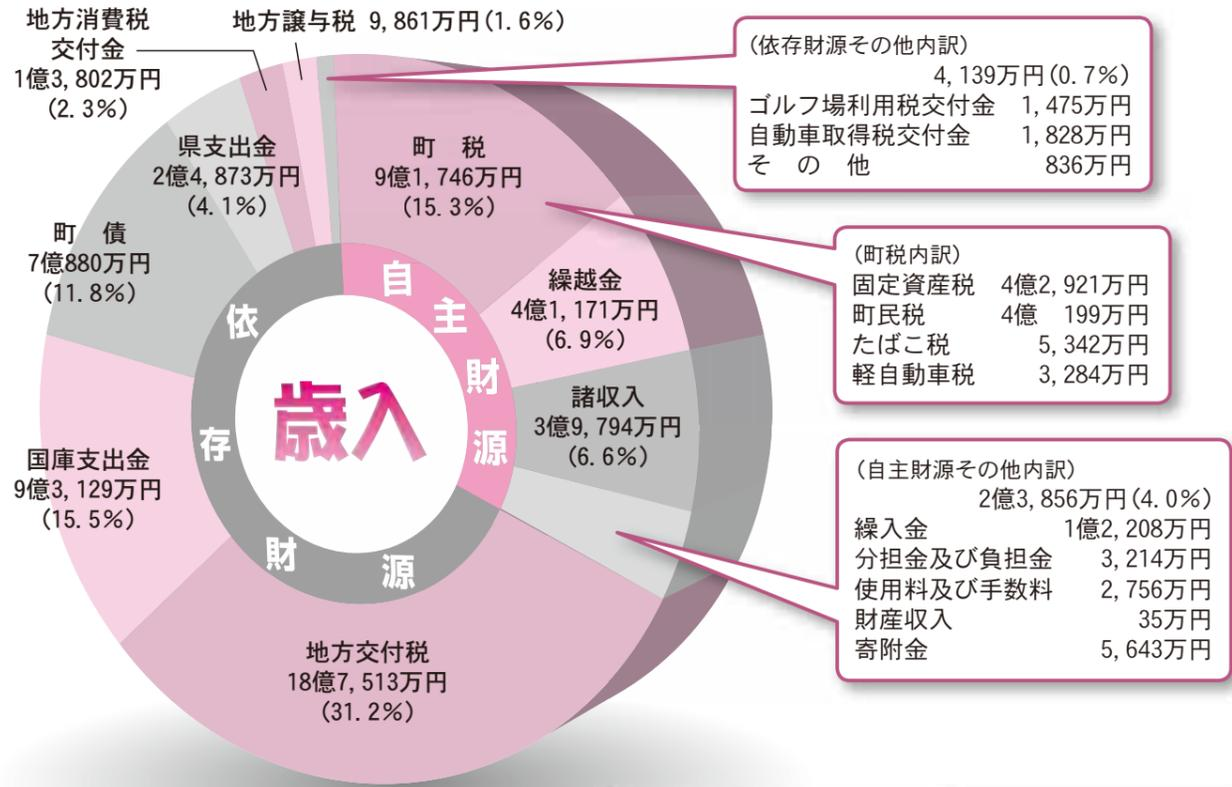 地方消費税
交付金
1億3,802万円
(2.3%)
地方譲与税 9,861万円(1.6%)
県支出金
2億4,873万円
(4.1%)
町 債
7億880万円
(11.8%)
国庫支出金
9億3,129万円
(15.5%)
地方交付税
18億7,513万円
(31.2%)
町 税
9億1,746万円
(15.3%)
繰越金
4億1,171万円
(6.9%)
諸収入
3億9,794万円
(6.6%)
自主財源
依存財源
歳入
(依存財源その他内訳)
4,139万円(0.7%)
ゴルフ場利用税交付金 1,475万円
自動車取得税交付金 1,828万円
そ の 他 836万円
(町税内訳)
固定資産税 4億2,921万円
町民税 4億 199万円
たばこ税 5,342万円
軽自動車税 3,284万円
(自主財源その他内訳)
2億3,856万円(4.0%)
繰入金 1億2,208万円
分担金及び負担金 3,214万円
使用料及び手数料 2,756万円
財産収入 35万円
寄附金 5,643万円